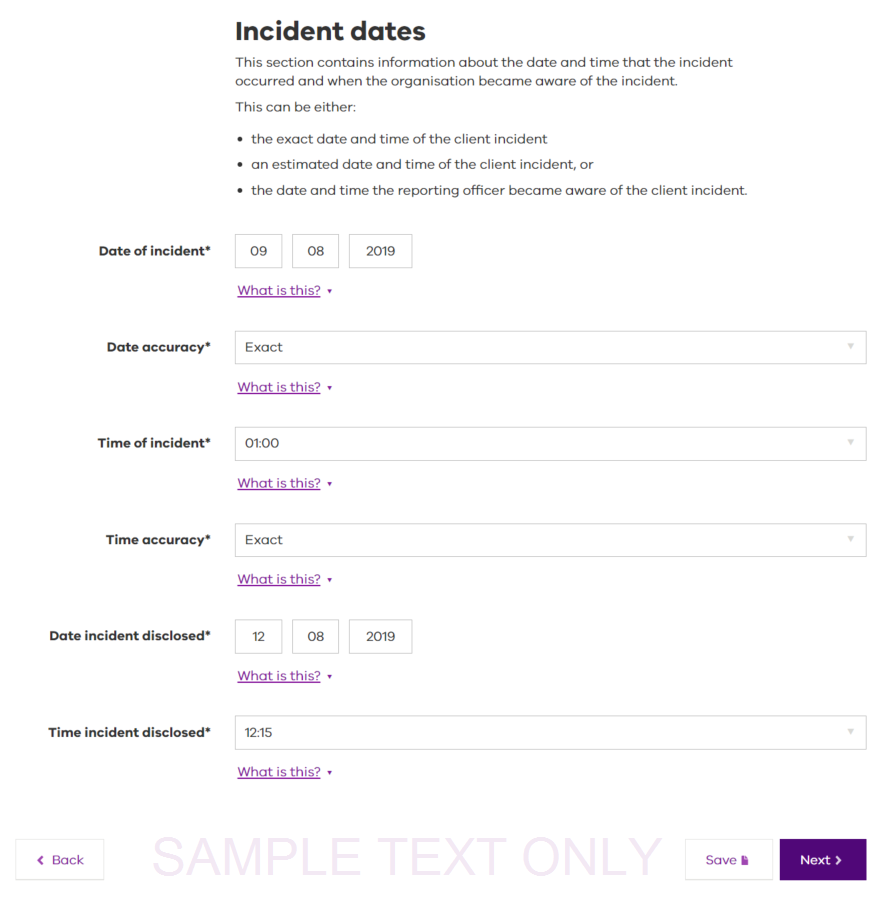 Incident dates
This section contains information about the date and time that the incident
occurred and when the organisation became aware of the incident.
This can be either:
• the exact date and time of the client incident
• an estimated date and time of the client incident, or
• the date and time the reporting officer became aware of the client incident.
Date of incident* 09 08 2019
What is this?
Date accuracy* Exact
What is this?
Time of incident* 01:00
What is this?
Time accuracy* Exact
What is this?
Date incident disclosed* 12 08 2019
What is this?
Time incident disclosed* 12:15
What is this?
Back SAMPLE TEXT ONLY Save Next